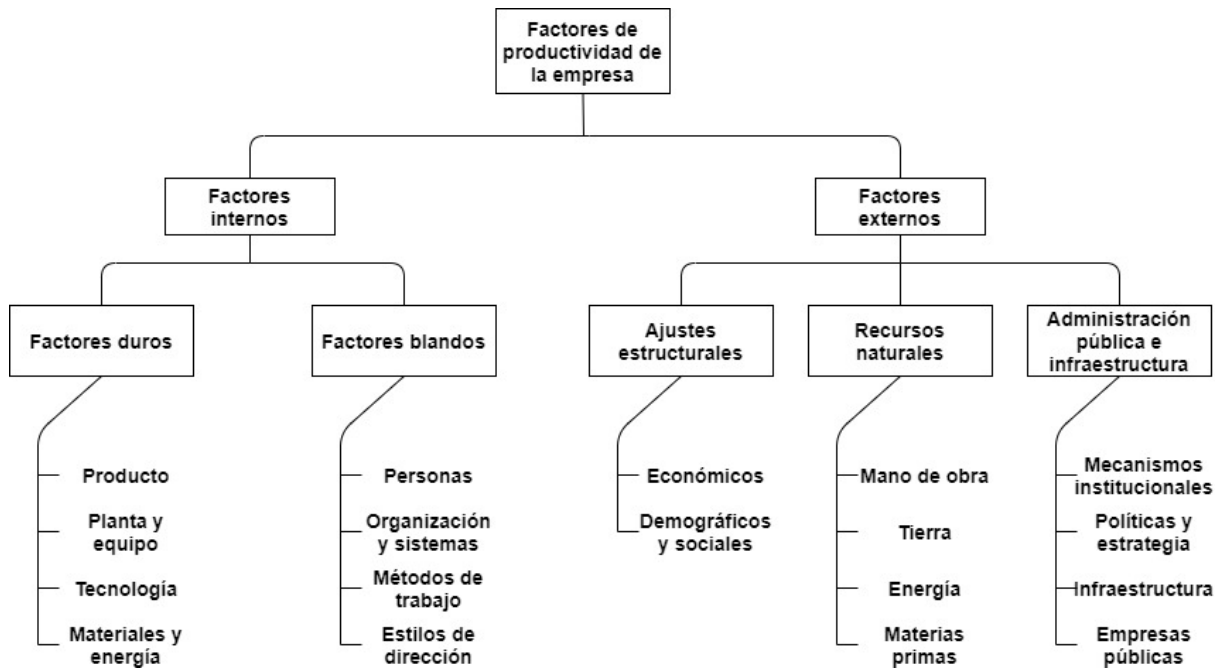 Factores de
productividad de
la empresa
Factores
internos
Factores
externos
Factores duros
Factores blandos
Ajustes
estructurales
Recursos
naturales
Administración
pública e
infraestructura
Producto
Planta y
equipo
Tecnología
Materiales y
energía
Personas
Organización
y sistemas
Métodos de
trabajo
Estilos de
dirección
Económicos
Demográficos
y sociales
Mano de obra
Tierra
Energía
Materias
primas
Mecanismos
institucionales
Políticas y
estrategia
Infraestructura
Empresas
públicas